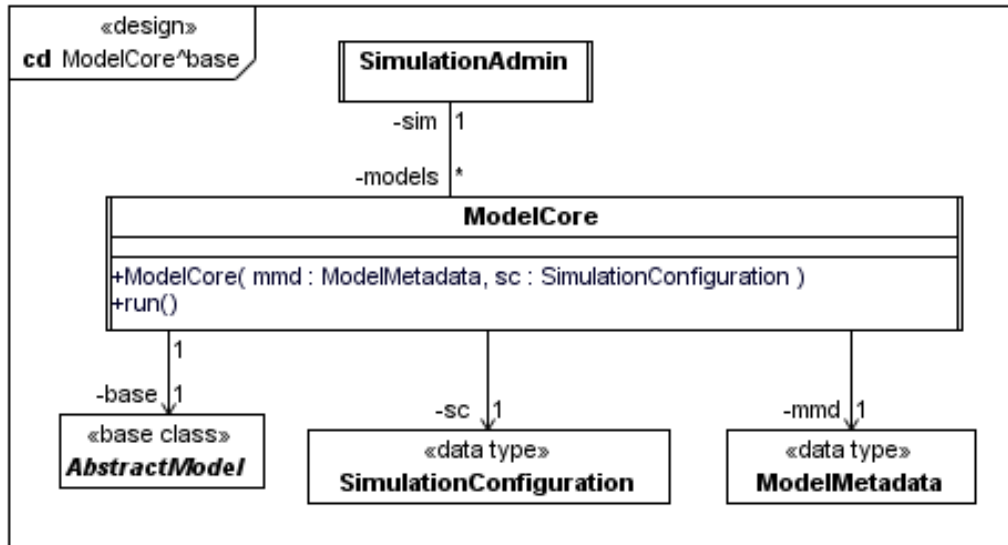 «design»
cd ModelCore^base
SimulationAdmin
-sim 1
-models *
ModelCore
+ModelCore( mmd : ModelMetadata, sc : SimulationConfiguration )
+run()
1
-base 1
-sc 1
-mmd 1
«base class»
AbstractModel
«data type»
SimulationConfiguration
«data type»
ModelMetadata